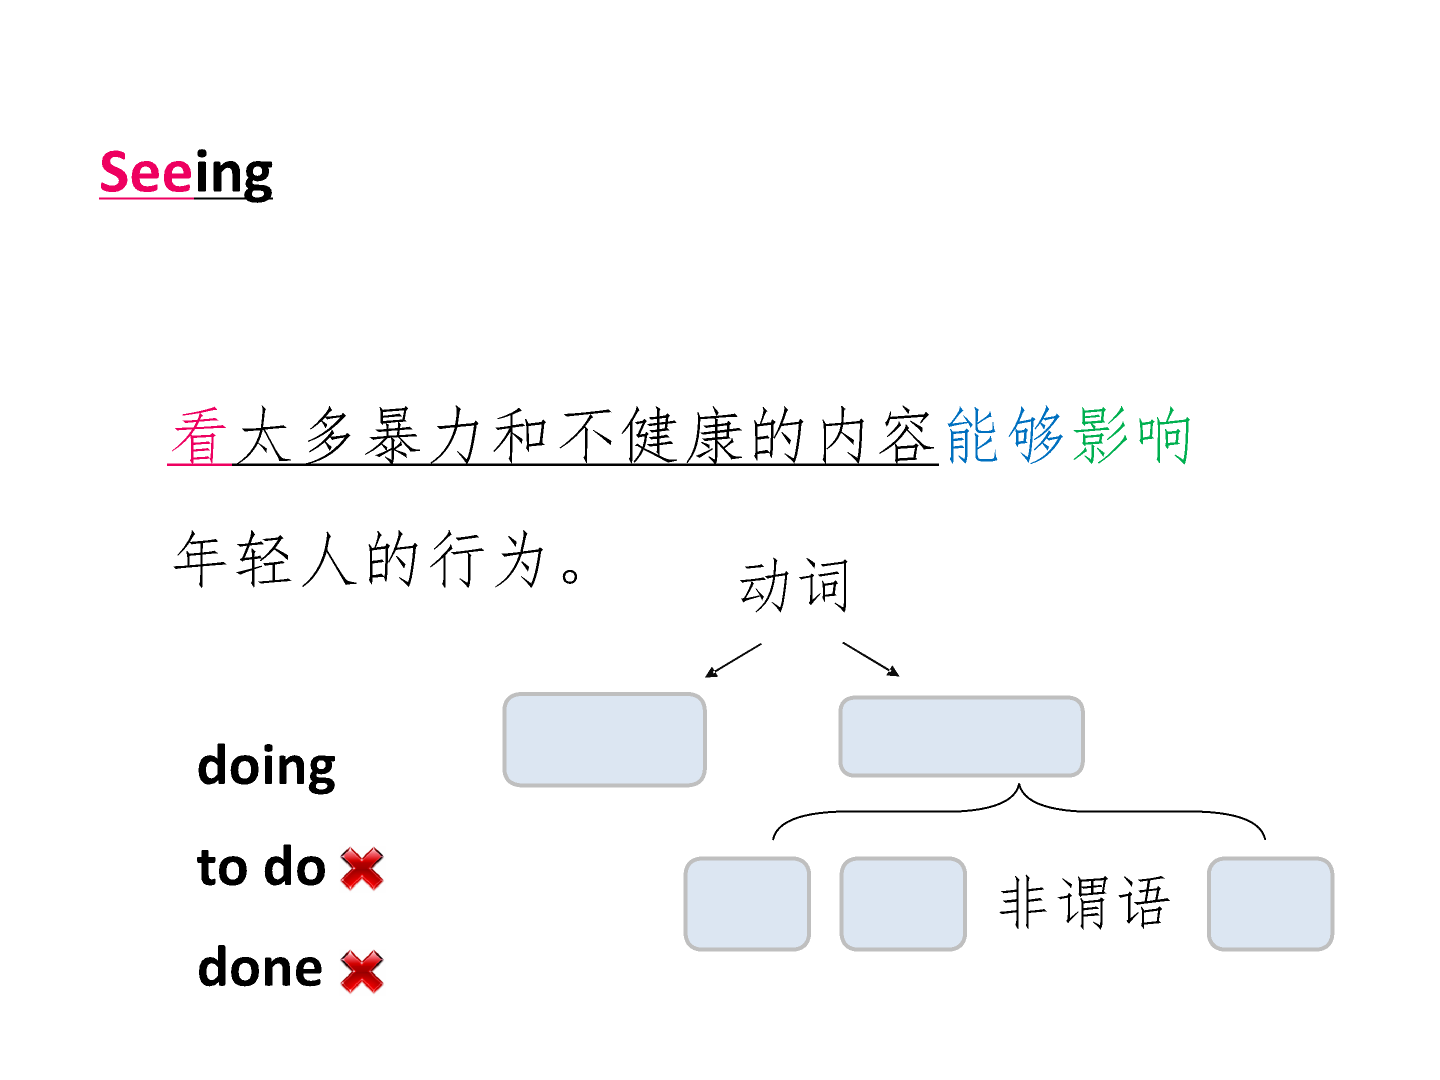 Seeing
看太多暴力和不健康的内容能够影响
年轻人的行为。
动词
doing
to do
非谓语
done